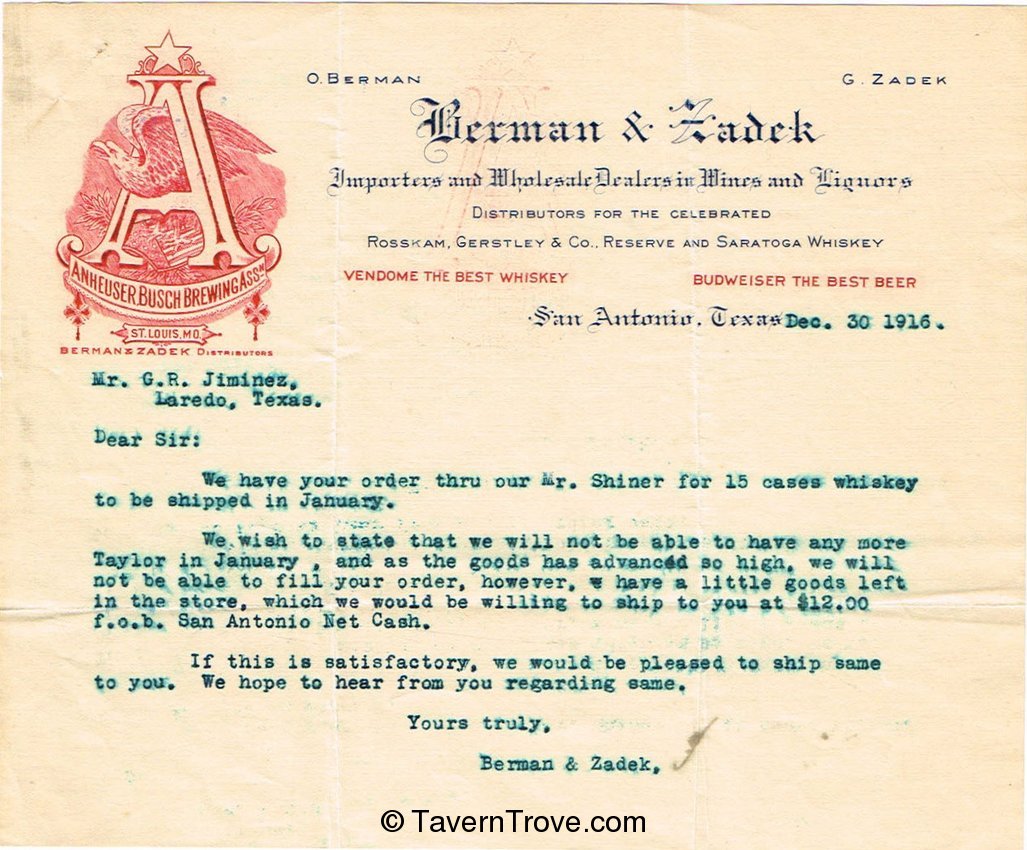 O. BERMAN
G. ZADEK
Berman & Zadek
Importers and Wholesale Dealers in Wines and Liquors
DISTRIBUTORS FOR THE CELEBRATED
ROSSKAM, GERSTLEY & CO., RESERVE AND SARATOGA WHISKEY
VENDOME THE BEST WHISKEY
BUDWEISER THE BEST BEER
A
ANHEUSER, BUSCH BREWING ASS'N
ST. LOUIS, MO.
BERMAN & ZADEK DISTRIBUTORS
San Antonio, Texas Dec. 30 1916.
Mr. G.R. Jiminez,
Laredo, Texas.
Dear Sir:
We have your order thru our Mr. Shiner for 15 cases whiskey
to be shipped in January.
We wish to state that we will not be able to have any more
Taylor in January , and as the goods has advanced so high, we will
not be able to fill your order, however, w have a little goods left
in the store, which we would be willing to ship to you at $12.00
f.o.b. San Antonio Net Cash.
If this is satisfactory, we would be pleased to ship same
to you. We hope to hear from you regarding same.
Yours truly,
Berman & Zadek,
© TavernTrove.com